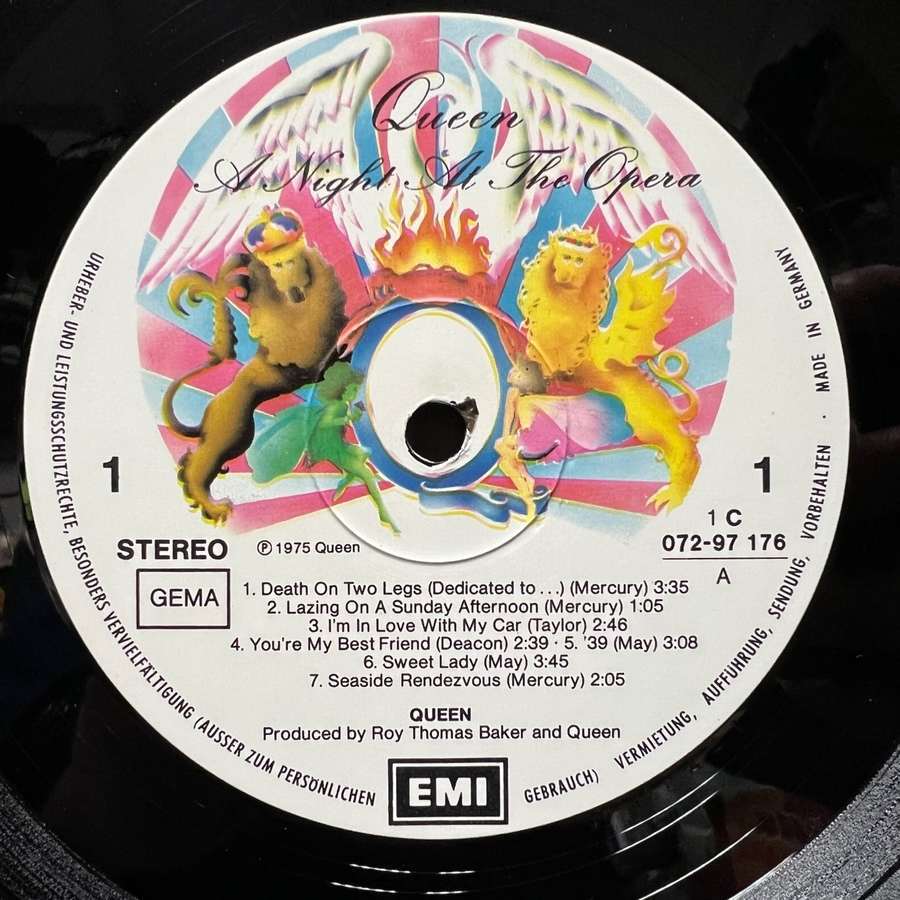 Queen
A Night At The Opera
1
1
STEREO
℗ 1975 Queen
1 C
072-97 176
GEMA
A
1. Death On Two Legs (Dedicated to...) (Mercury) 3:35
2. Lazing On A Sunday Afternoon (Mercury) 1:05
3. I'm In Love With My Car (Taylor) 2:46
4. You're My Best Friend (Deacon) 2:39 · 5. '39 (May) 3:08
6. Sweet Lady (May) 3:45
7. Seaside Rendezvous (Mercury) 2:05
QUEEN
Produced by Roy Thomas Baker and Queen
EMI
URHEBER- UND LEISTUNGSSCHUTZRECHTE, BESONDERS VERVIELFÄLTIGUNG (AUSSER ZUM PERSÖNLICHEN GEBRAUCH) VERMIETUNG, AUFFÜHRUNG, SENDUNG, VORBEHALTEN · MADE IN GERMANY